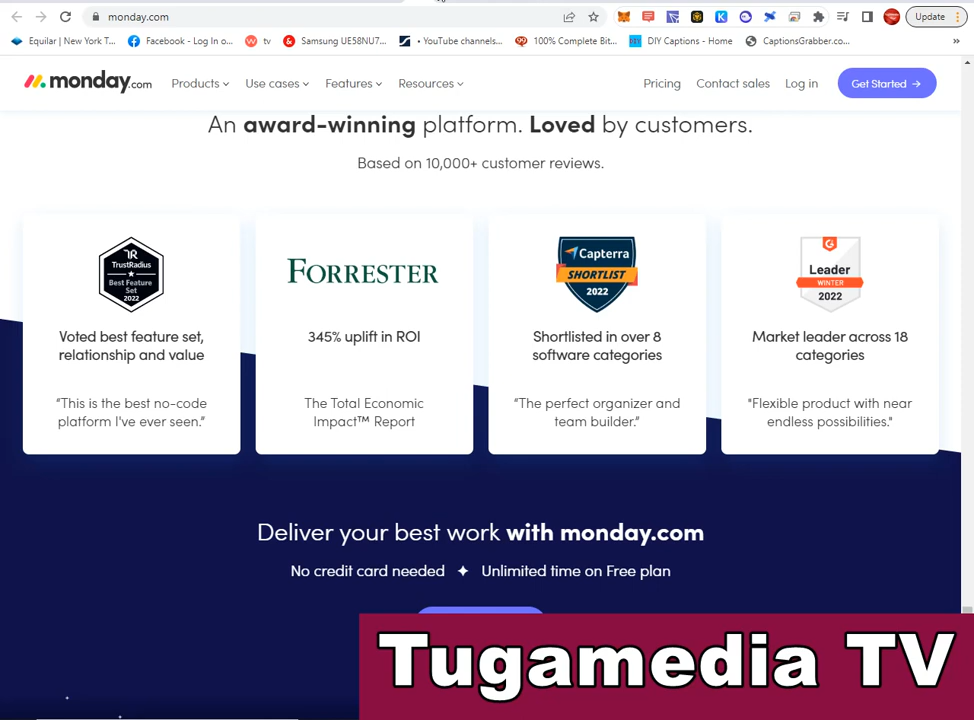 monday.com
Update
Equilar | New York T...
Facebook - Log In o...
tv
Samsung UE58NU7...
• YouTube channels,...
100% Complete Bit...
DIY Captions - Home
CaptionsGrabber.co...
»
monday.com
Products
Use cases
Features
Resources
Pricing
Contact sales
Log in
Get Started →
An award-winning platform. Loved by customers.
Based on 10,000+ customer reviews.
TR
TrustRadius
Best Feature
Set
2022
Voted best feature set,
relationship and value
“This is the best no-code
platform I've ever seen.”
FORRESTER
345% uplift in ROI
The Total Economic
Impact™ Report
Capterra
SHORTLIST
2022
Shortlisted in over 8
software categories
“The perfect organizer and
team builder.”
G
Leader
WINTER
2022
Market leader across 18
categories
"Flexible product with near
endless possibilities."
Deliver your best work with monday.com
No credit card needed ✦ Unlimited time on Free plan
Tugamedia TV